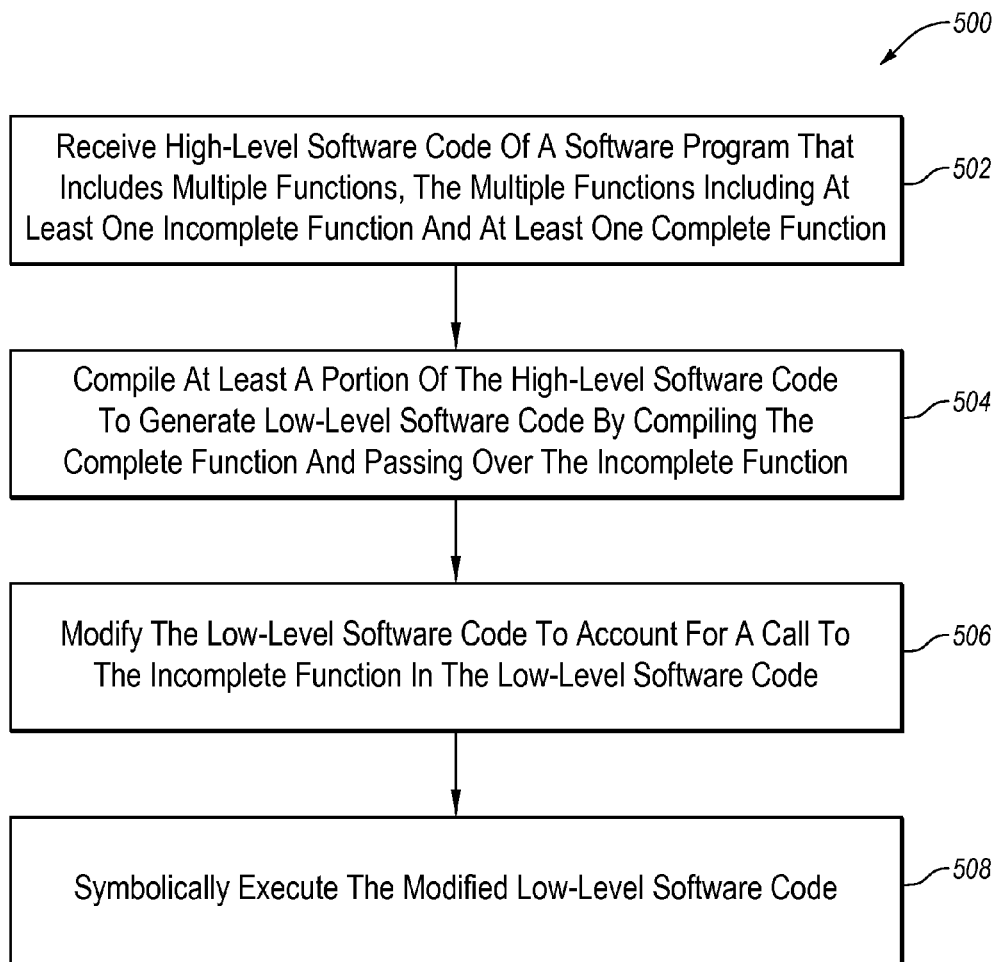 500
Receive High-Level Software Code Of A Software Program That
Includes Multiple Functions, The Multiple Functions Including At
Least One Incomplete Function And At Least One Complete Function
502
Compile At Least A Portion Of The High-Level Software Code
To Generate Low-Level Software Code By Compiling The
Complete Function And Passing Over The Incomplete Function
504
Modify The Low-Level Software Code To Account For A Call To
The Incomplete Function In The Low-Level Software Code
506
Symbolically Execute The Modified Low-Level Software Code
508